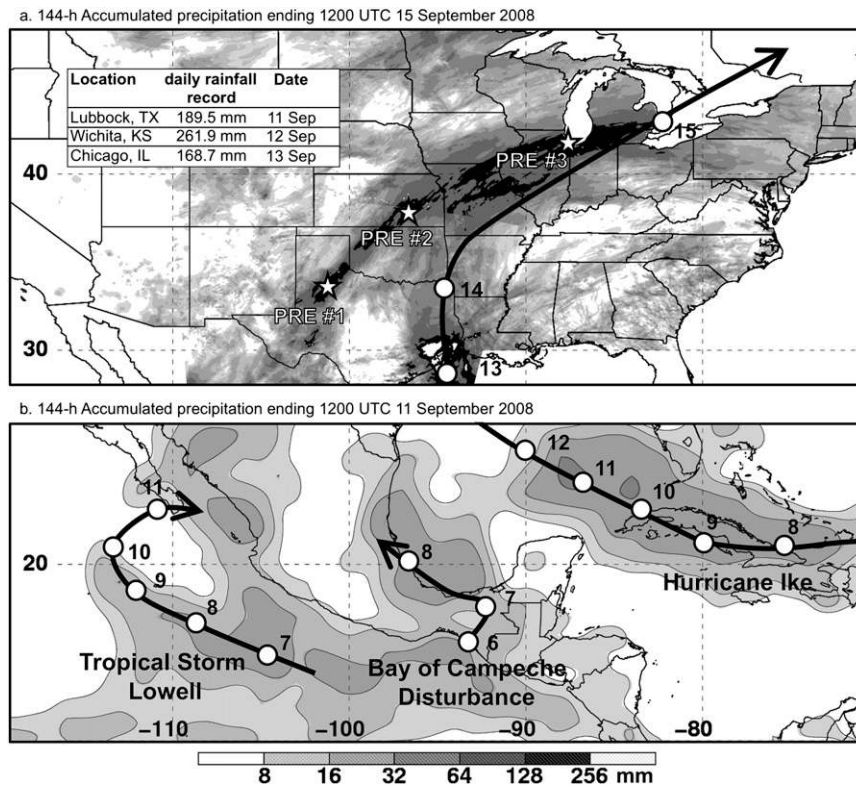 a. 144-h Accumulated precipitation ending 1200 UTC 15 September 2008
Location daily rainfall record Date
Lubbock, TX 189.5 mm 11 Sep
Wichita, KS 261.9 mm 12 Sep
Chicago, IL 168.7 mm 13 Sep
15
PRE #3
40
PRE #2
14
PRE #1
30
13
b. 144-h Accumulated precipitation ending 1200 UTC 11 September 2008
12
11
11
10
10
9
8
8
20
9
Hurricane Ike
8
7
7
6
Tropical Storm
Lowell
Bay of Campeche
Disturbance
−110 −100 −90 −80
8 16 32 64 128 256 mm